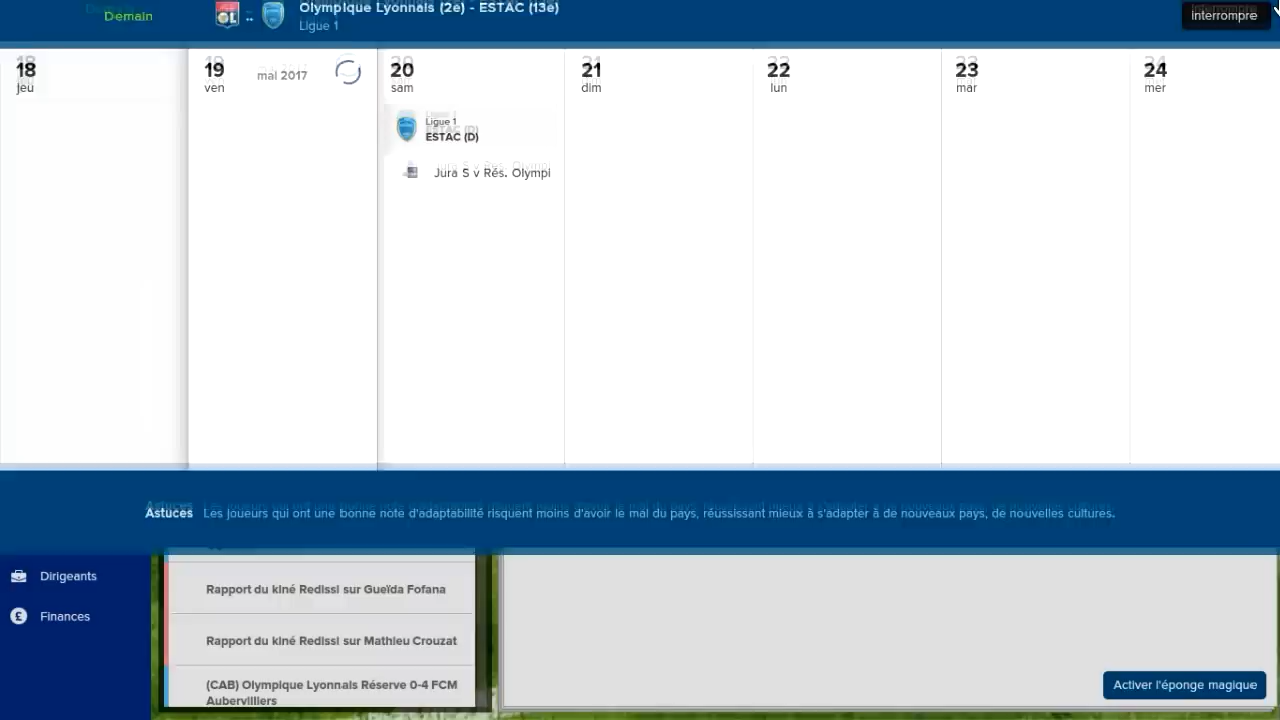 Demain
Olympique Lyonnais (2e) - ESTAC (13e)
Ligue 1
interrompre
18
jeu
19
ven
mai 2017
20
sam
21
dim
22
lun
23
mar
24
mer
Ligue 1
ESTAC (D)
Jura S v Rés. Olympi
Astuces Les joueurs qui ont une bonne note d'adaptabilité risquent moins d'avoir le mal du pays, réussissant mieux à s'adapter à de nouveaux pays, de nouvelles cultures.
Dirigeants
Finances
Rapport du kiné Redissi sur Gueïda Fofana
Rapport du kiné Redissi sur Mathieu Crouzat
(CAB) Olympique Lyonnais Réserve 0-4 FCM
Aubervilliers
Activer l'éponge magique